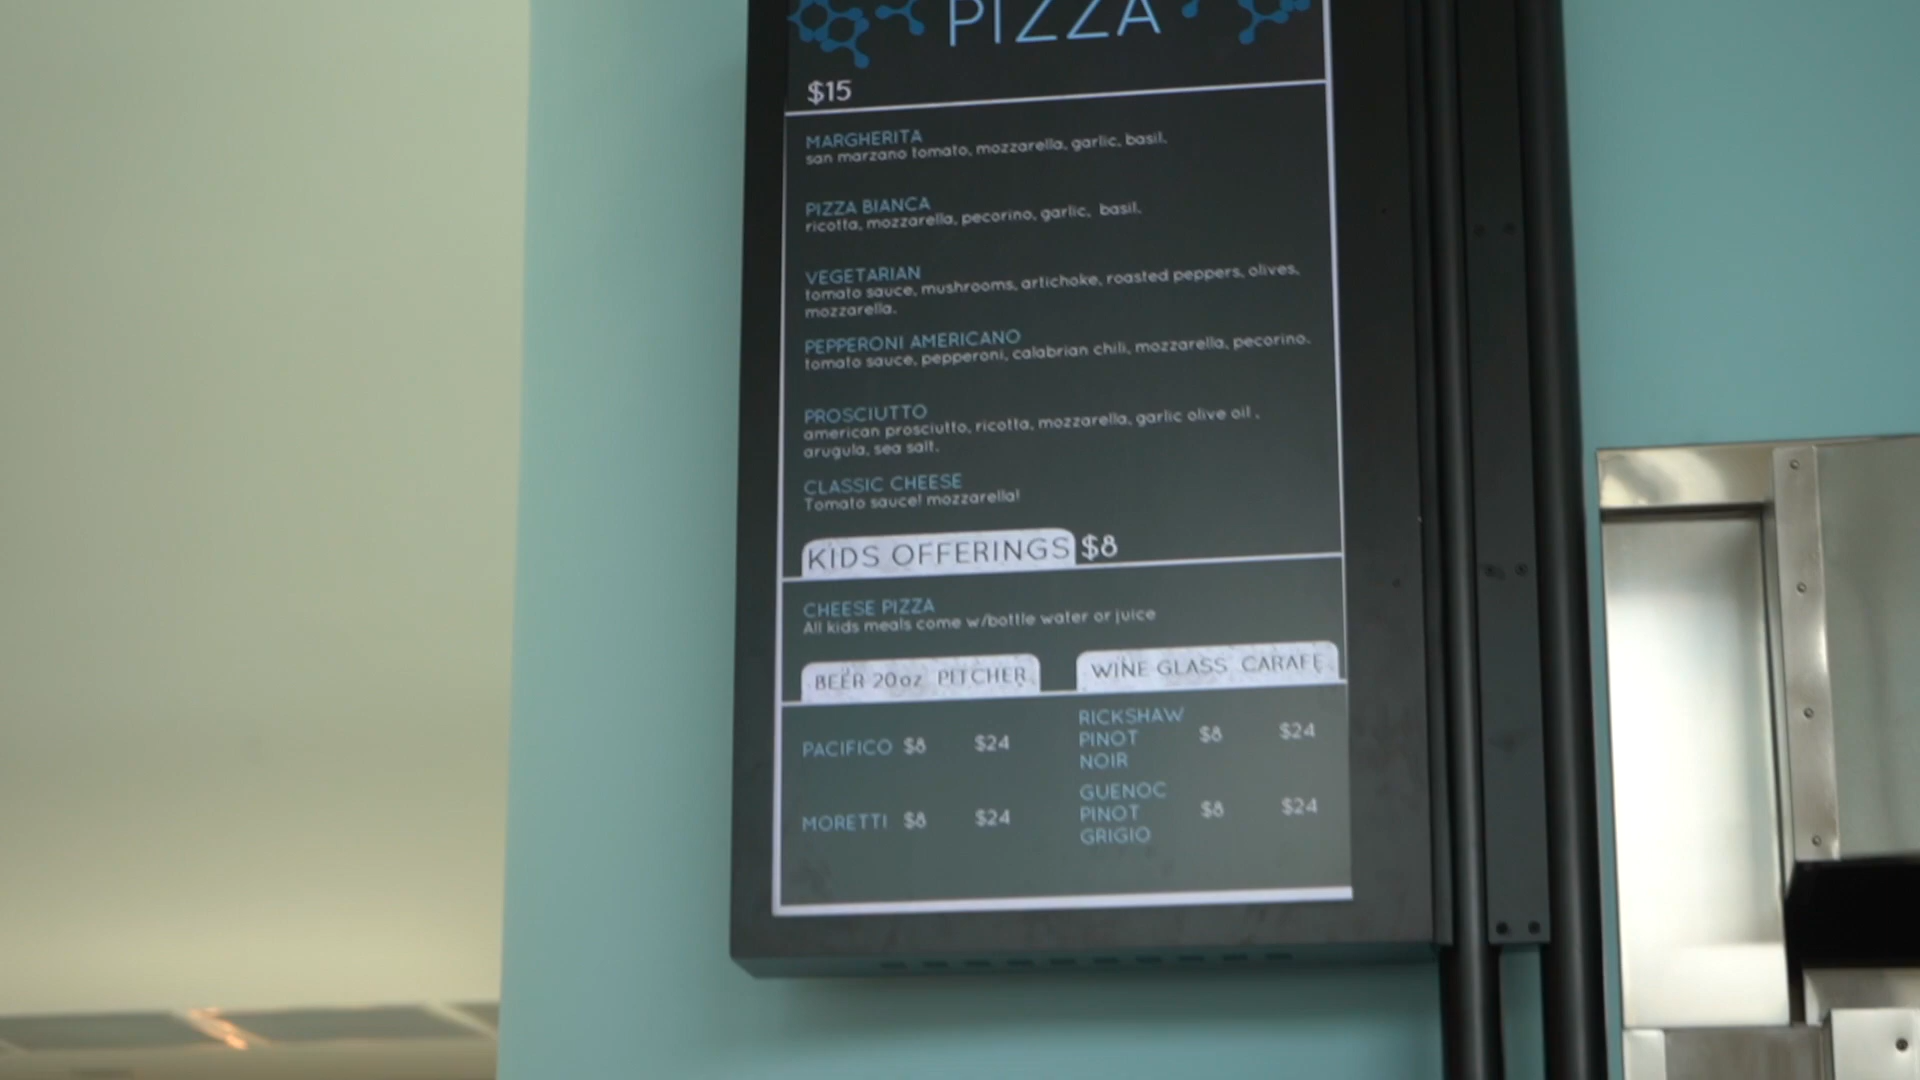 PIZZA
$15
MARGHERITA
san marzano tomato, mozzarella, garlic, basil.
PIZZA BIANCA
ricotta, mozzarella, pecorino, garlic, basil.
VEGETARIAN
tomato sauce, mushrooms, artichoke, roasted peppers, olives,
mozzarella.
PEPPERONI AMERICANO
tomato sauce, pepperoni, calabrian chili, mozzarella, pecorino.
PROSCIUTTO
american prosciutto, ricotta, mozzarella, garlic olive oil .
arugula, sea salt.
CLASSIC CHEESE
Tomato sauce! mozzarella!
KIDS OFFERINGS $8
CHEESE PIZZA
All kids meals come w/bottle water or juice
BEER 20oz PITCHER
PACIFICO $8 $24
MORETTI $8 $24
WINE GLASS CARAFE
RICKSHAW
PINOT $8 $24
NOIR
GUENOC
PINOT $8 $24
GRIGIO